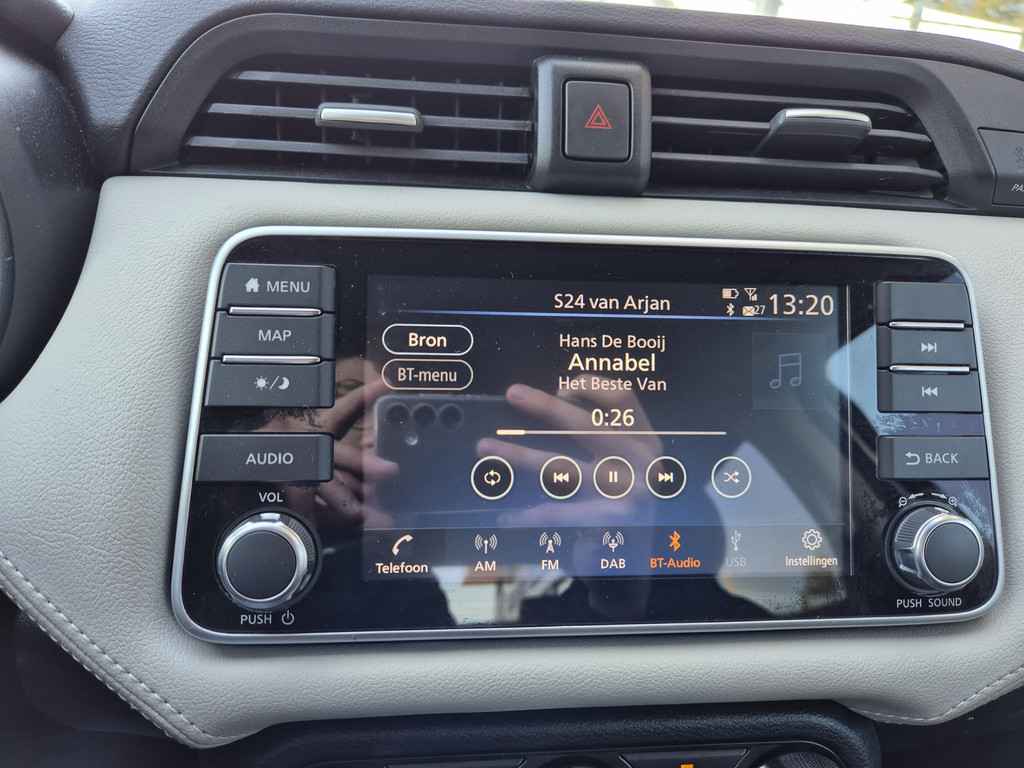 MENU
MAP
AUDIO
VOL
PUSH
S24 van Arjan
27
13:20
Bron
BT-menu
Hans De Booij
Annabel
Het Beste Van
0:26
Telefoon
AM
FM
DAB
BT-Audio
USB
Instellingen
BACK
PUSH SOUND